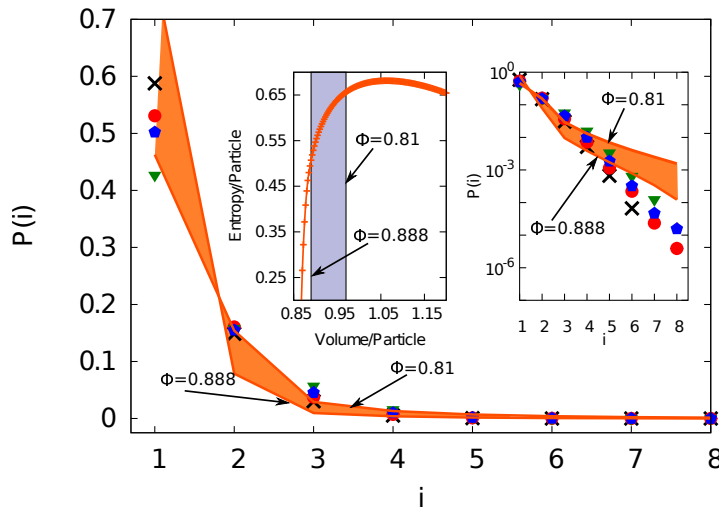 P(i)
0.7
0.6
0.5
0.4
0.3
0.2
0.1
0
1 2 3 4 5 6 7 8
i
Φ=0.888
Φ=0.81
Entropy/Particle
0.65
0.55
0.45
0.35
0.25
0.85 0.95 1.05 1.15
Volume/Particle
Φ=0.81
Φ=0.888
P(i)
10^0
10^-3
10^-6
1 2 3 4 5 6 7 8
i
Φ=0.81
Φ=0.888